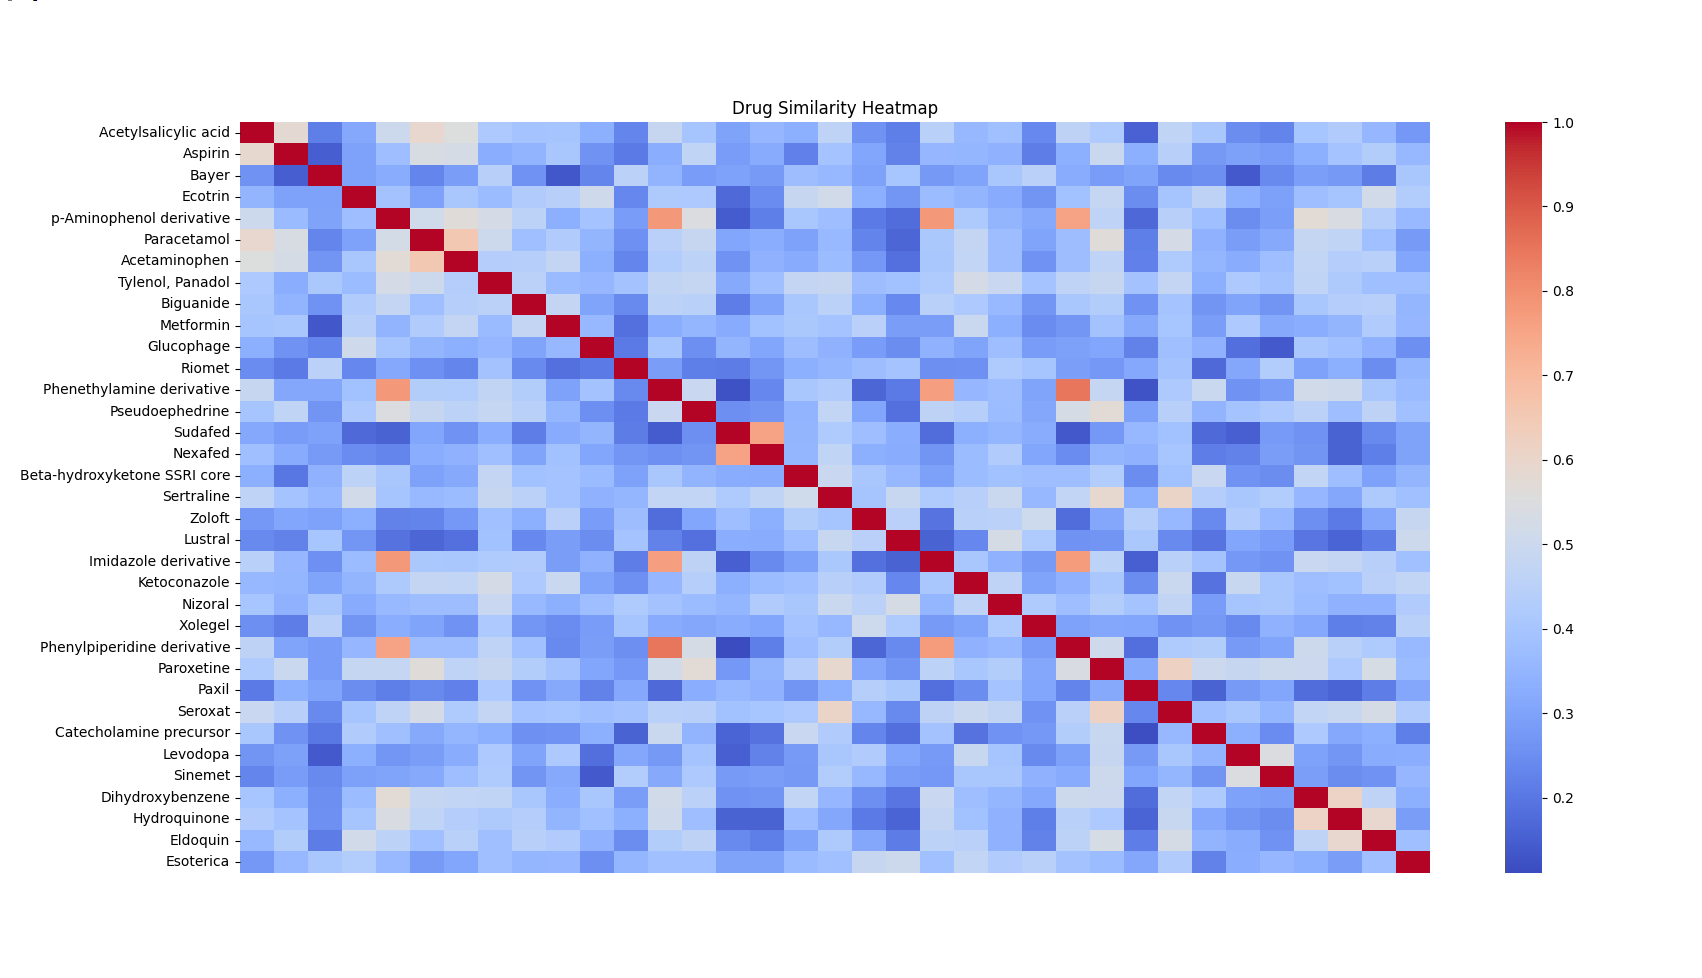 Drug Similarity Heatmap
Acetylsalicylic acid
Aspirin
Bayer
Ecotrin
p-Aminophenol derivative
Paracetamol
Acetaminophen
Tylenol, Panadol
Biguanide
Metformin
Glucophage
Riomet
Phenethylamine derivative
Pseudoephedrine
Sudafed
Nexafed
Beta-hydroxyketone SSRI core
Sertraline
Zoloft
Lustral
Imidazole derivative
Ketoconazole
Nizoral
Xolegel
Phenylpiperidine derivative
Paroxetine
Paxil
Seroxat
Catecholamine precursor
Levodopa
Sinemet
Dihydroxybenzene
Hydroquinone
Eldoquin
Esoterica
1.0
0.9
0.8
0.7
0.6
0.5
0.4
0.3
0.2